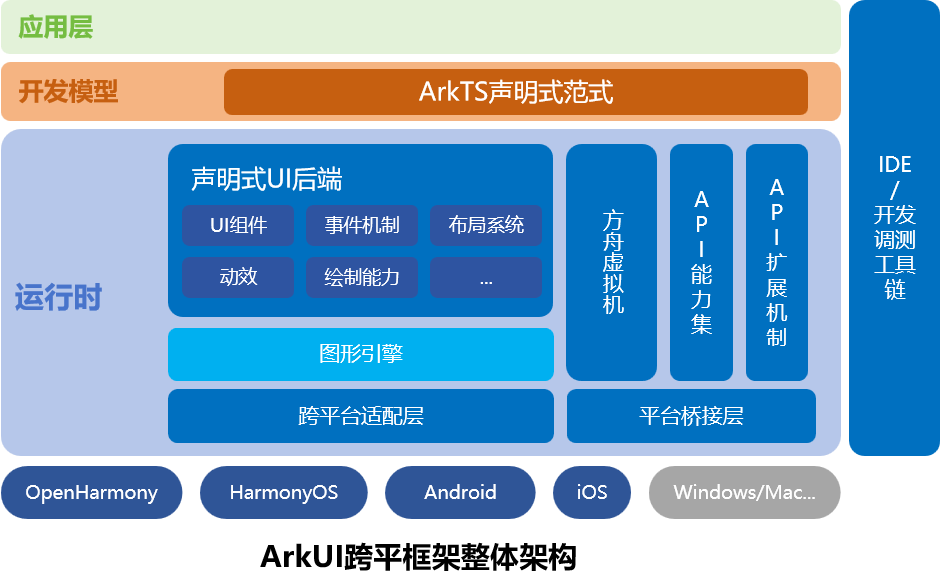 应用层
开发模型
ArkTS声明式范式
运行时
声明式UI后端
UI组件
事件机制
布局系统
动效
绘制能力
...
图形引擎
跨平台适配层
方舟虚拟机
API能力集
API扩展机制
平台桥接层
IDE
/
开发
调测
工具
链
OpenHarmony
HarmonyOS
Android
iOS
Windows/Mac...
ArkUI跨平框架整体架构